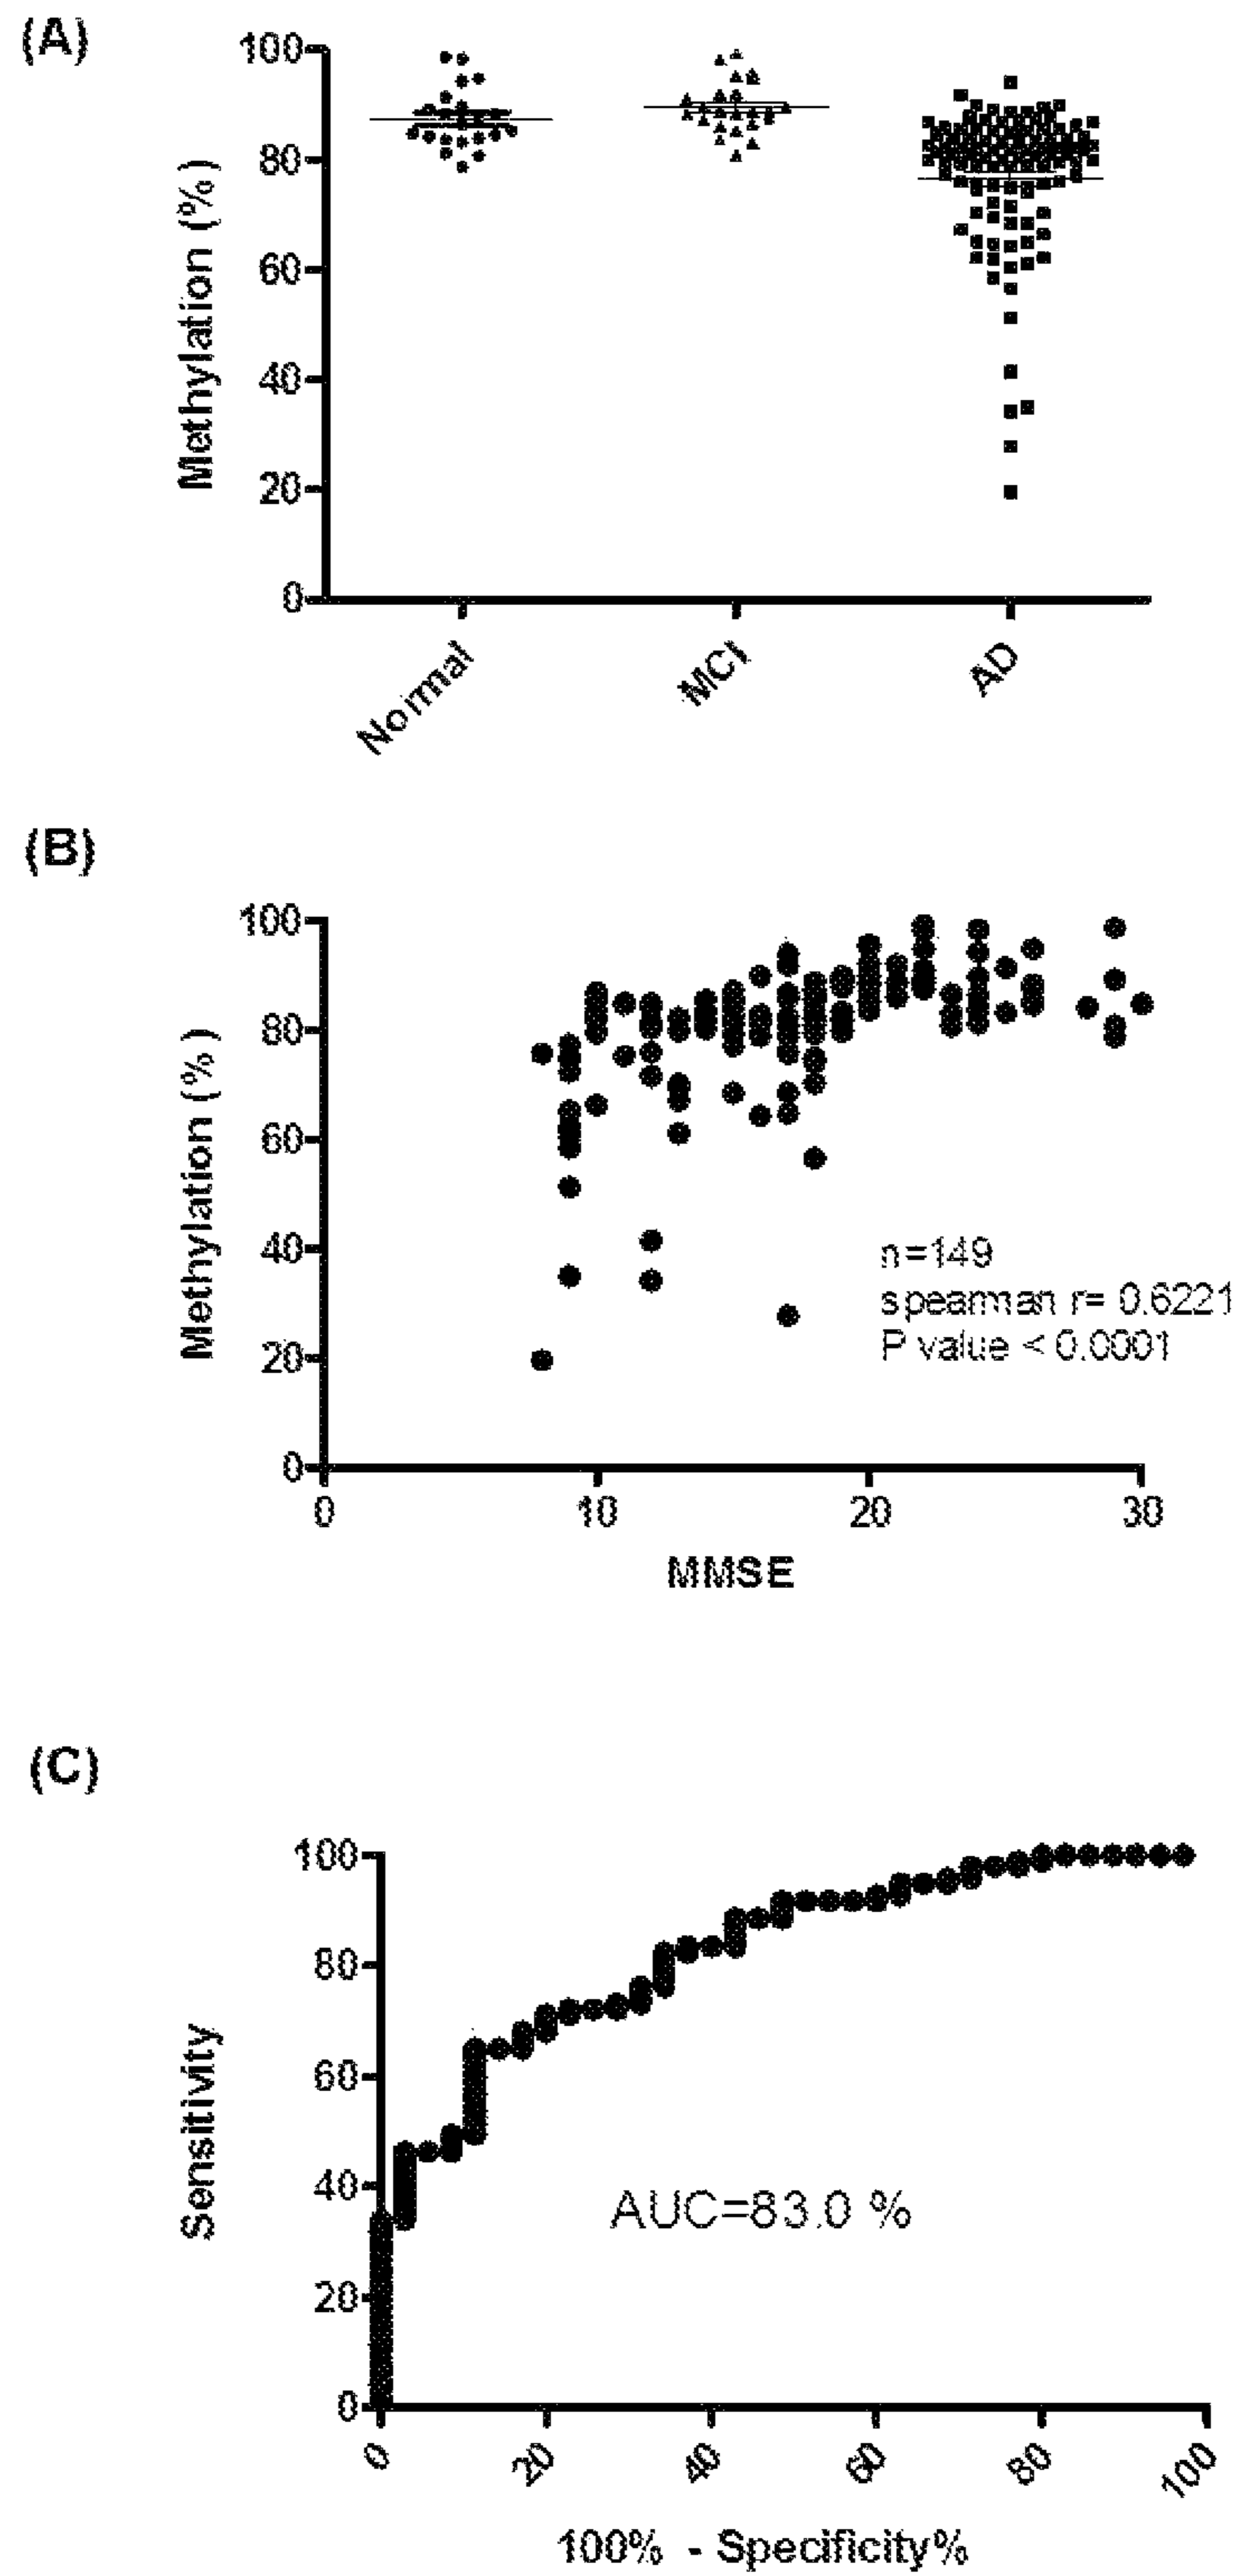 (A)
100
80
60
40
20
0
Methylation (%)
Normal
MCI
AD
(B)
100
80
60
40
20
0
Methylation (%)
n=149
spearman r= 0.6221
P value < 0.0001
0
10
20
30
MMSE
(C)
100
80
60
40
20
0
Sensitivity
AUC=83.0 %
0
20
40
60
80
100
100% - Specificity%